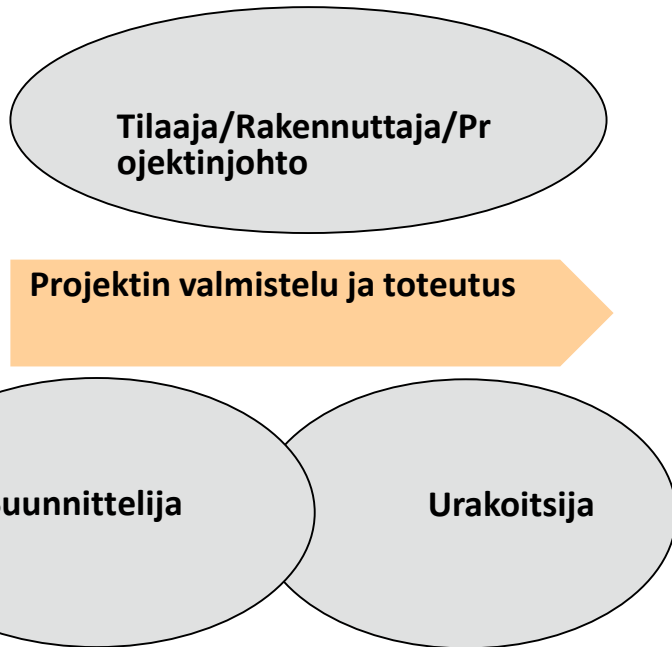 Tilaaja/Rakennuttaja/Pr
ojektinjohto
Projektin valmistelu ja toteutus
uunnittelija
Urakoitsija